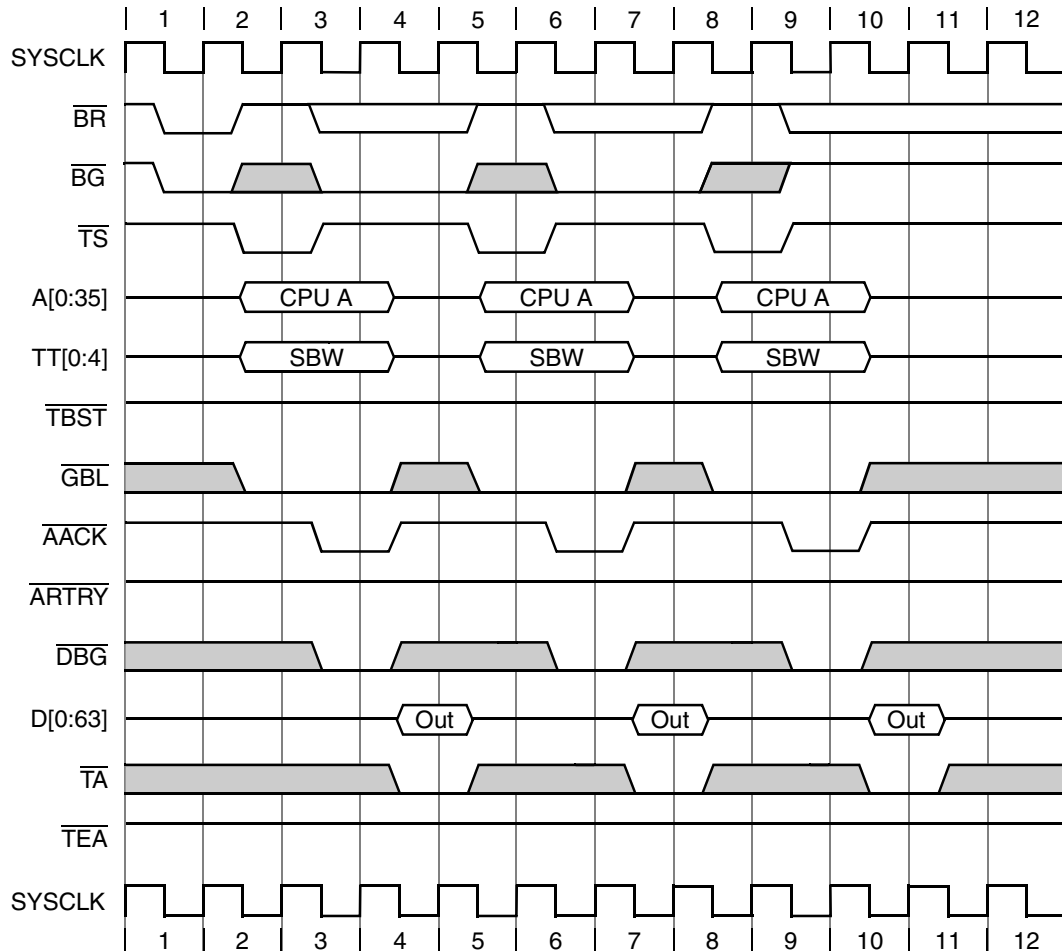 1 2 3 4 5 6 7 8 9 10 11 12
SYSCLK
BR
BG
TS
A[0:35] CPU A CPU A CPU A
TT[0:4] SBW SBW SBW
TBST
GBL
AACK
ARTRY
DBG
D[0:63] Out Out Out
TA
TEA
SYSCLK
1 2 3 4 5 6 7 8 9 10 11 12